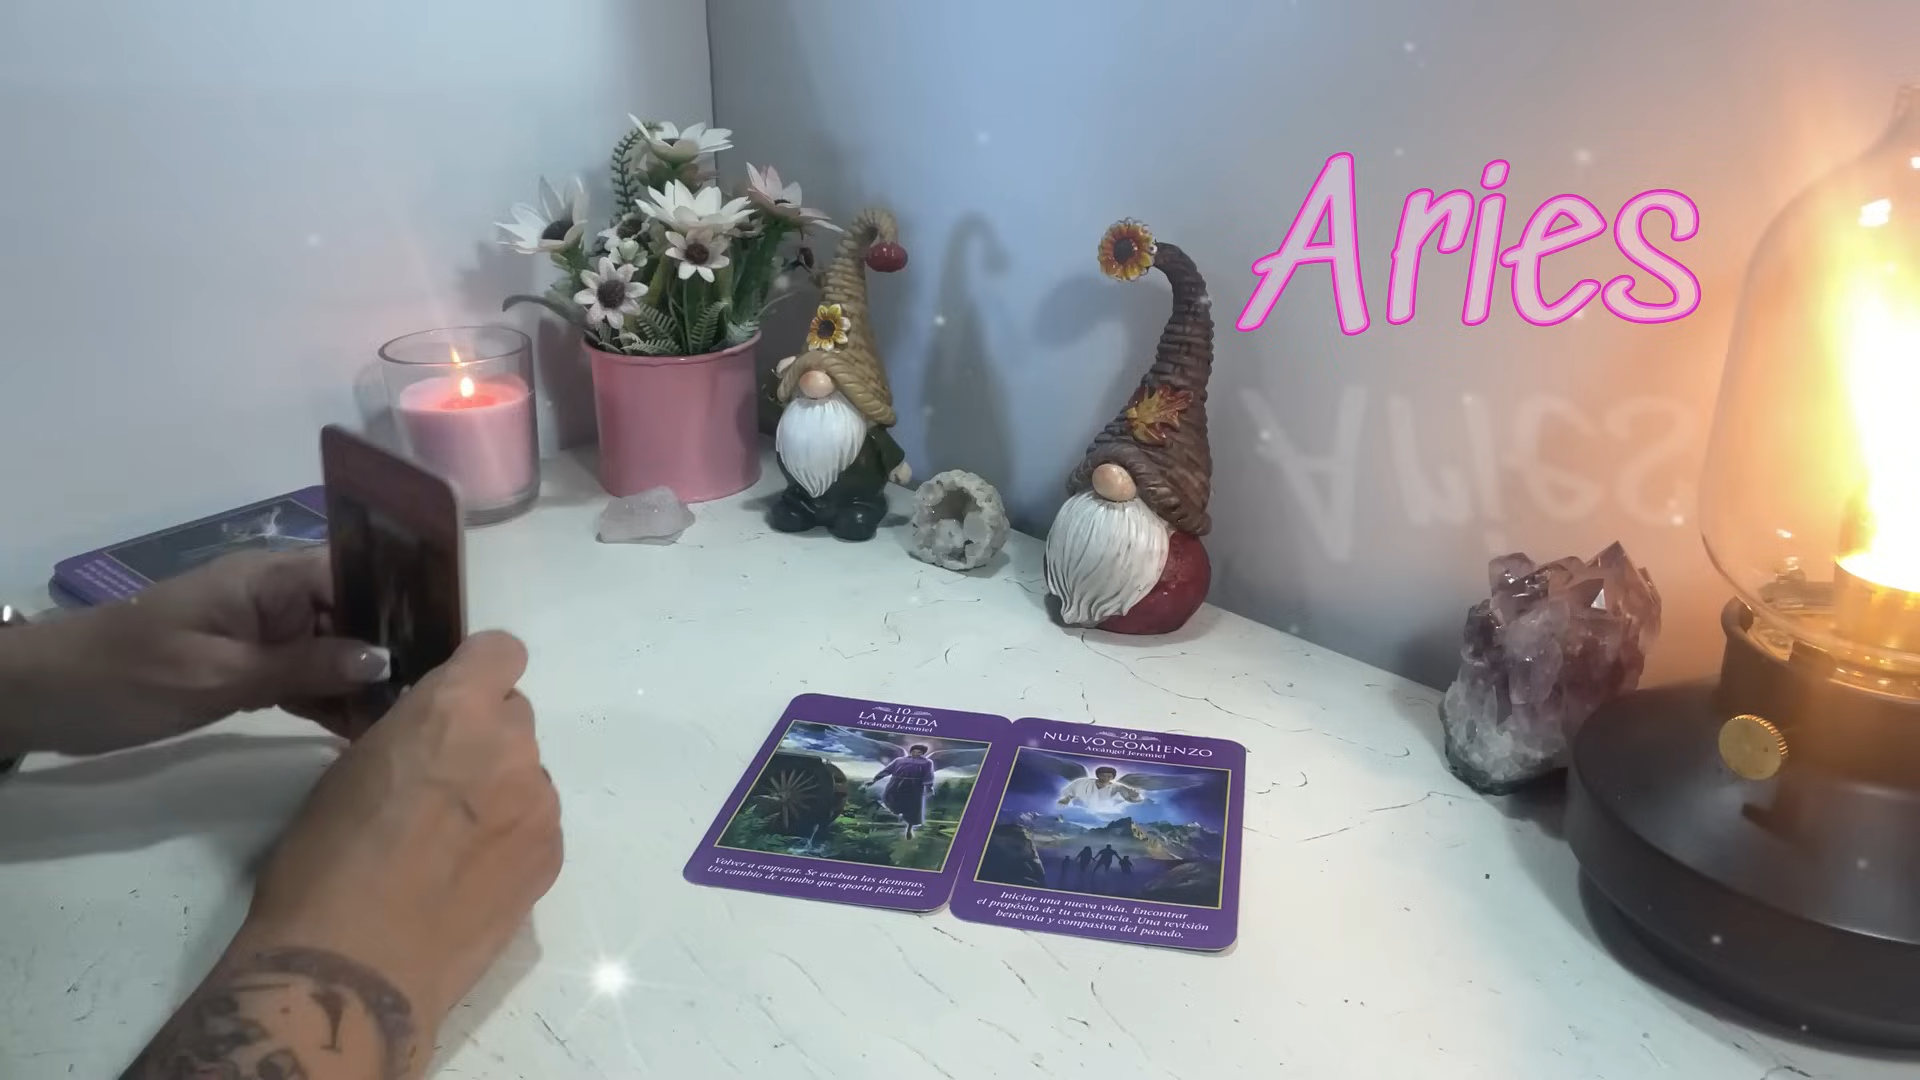 Aries
10
LA RUEDA
Arcángel Jeremiel
Volver a empezar. Se acaban las demoras.
Un cambio de rumbo que aporta felicidad.
20
NUEVO COMIENZO
Arcángel Jeremiel
Iniciar una nueva vida. Encontrar
el propósito de tu existencia. Una revisión
benévola y compasiva del pasado.